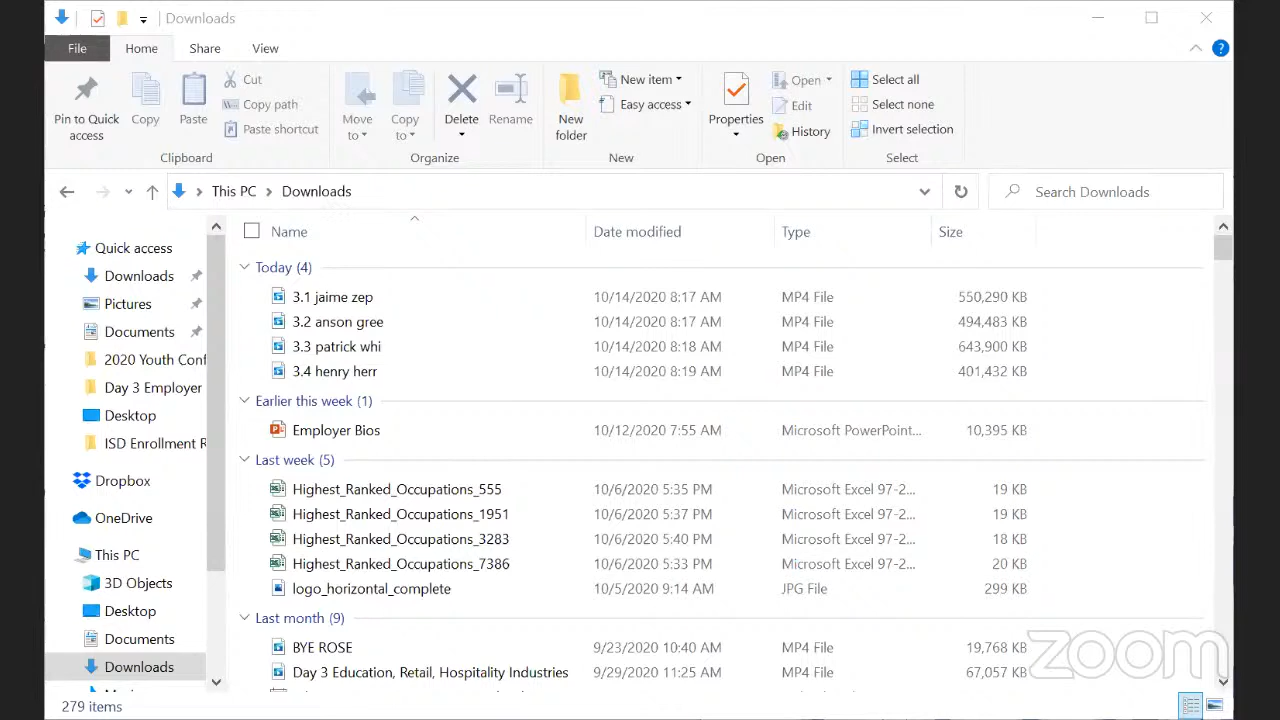 Downloads
File Home Share View
Pin to Quick access
Copy
Paste
Cut
Copy path
Paste shortcut
Clipboard
Move to
Copy to
Delete
Rename
Organize
New folder
New item
Easy access
New
Properties
Open
Edit
History
Open
Select all
Select none
Invert selection
Select
This PC > Downloads
Search Downloads
Quick access
Downloads
Pictures
Documents
2020 Youth Conf
Day 3 Employer
Desktop
ISD Enrollment R
Dropbox
OneDrive
This PC
3D Objects
Desktop
Documents
Downloads
Name Date modified Type Size
Today (4)
3.1 jaime zep 10/14/2020 8:17 AM MP4 File 550,290 KB
3.2 anson gree 10/14/2020 8:17 AM MP4 File 494,483 KB
3.3 patrick whi 10/14/2020 8:18 AM MP4 File 643,900 KB
3.4 henry herr 10/14/2020 8:19 AM MP4 File 401,432 KB
Earlier this week (1)
Employer Bios 10/12/2020 7:55 AM Microsoft PowerPoint... 10,395 KB
Last week (5)
Highest_Ranked_Occupations_555 10/6/2020 5:35 PM Microsoft Excel 97-2... 19 KB
Highest_Ranked_Occupations_1951 10/6/2020 5:37 PM Microsoft Excel 97-2... 19 KB
Highest_Ranked_Occupations_3283 10/6/2020 5:40 PM Microsoft Excel 97-2... 18 KB
Highest_Ranked_Occupations_7386 10/6/2020 5:33 PM Microsoft Excel 97-2... 20 KB
logo_horizontal_complete 10/5/2020 9:14 AM JPG File 299 KB
Last month (9)
BYE ROSE 9/23/2020 10:40 AM MP4 File 19,768 KB
Day 3 Education, Retail, Hospitality Industries 9/29/2020 11:25 AM MP4 File 67,057 KB
279 items
zoom